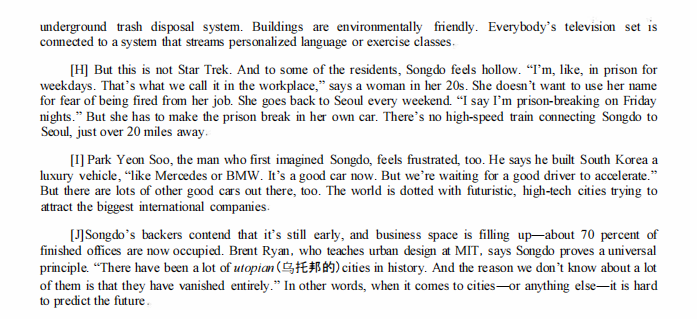 underground trash disposal system. Buildings are environmentally friendly. Everybody's television set is
connected to a system that streams personalized language or exercise classes.
[H] But this is not Star Trek. And to some of the residents, Songdo feels hollow. “I'm, like, in prison for
weekdays. That's what we call it in the workplace,” says a woman in her 20s. She doesn't want to use her name
for fear of being fired from her job. She goes back to Seoul every weekend. “I say I'm prison-breaking on Friday
nights.” But she has to make the prison break in her own car. There's no high-speed train connecting Songdo to
Seoul, just over 20 miles away.
[I] Park Yeon Soo, the man who first imagined Songdo, feels frustrated, too. He says he built South Korea a
luxury vehicle, “like Mercedes or BMW. It's a good car now. But we're waiting for a good driver to accelerate.”
But there are lots of other good cars out there, too. The world is dotted with futuristic, high-tech cities trying to
attract the biggest international companies.
[J]Songdo's backers contend that it's still early, and business space is filling up—about 70 percent of
finished offices are now occupied. Brent Ryan, who teaches urban design at MIT, says Songdo proves a universal
principle. “There have been a lot of utopian(乌托邦的)cities in history. And the reason we don't know about a lot
of them is that they have vanished entirely.” In other words, when it comes to cities—or anything else—it is hard
to predict the future.